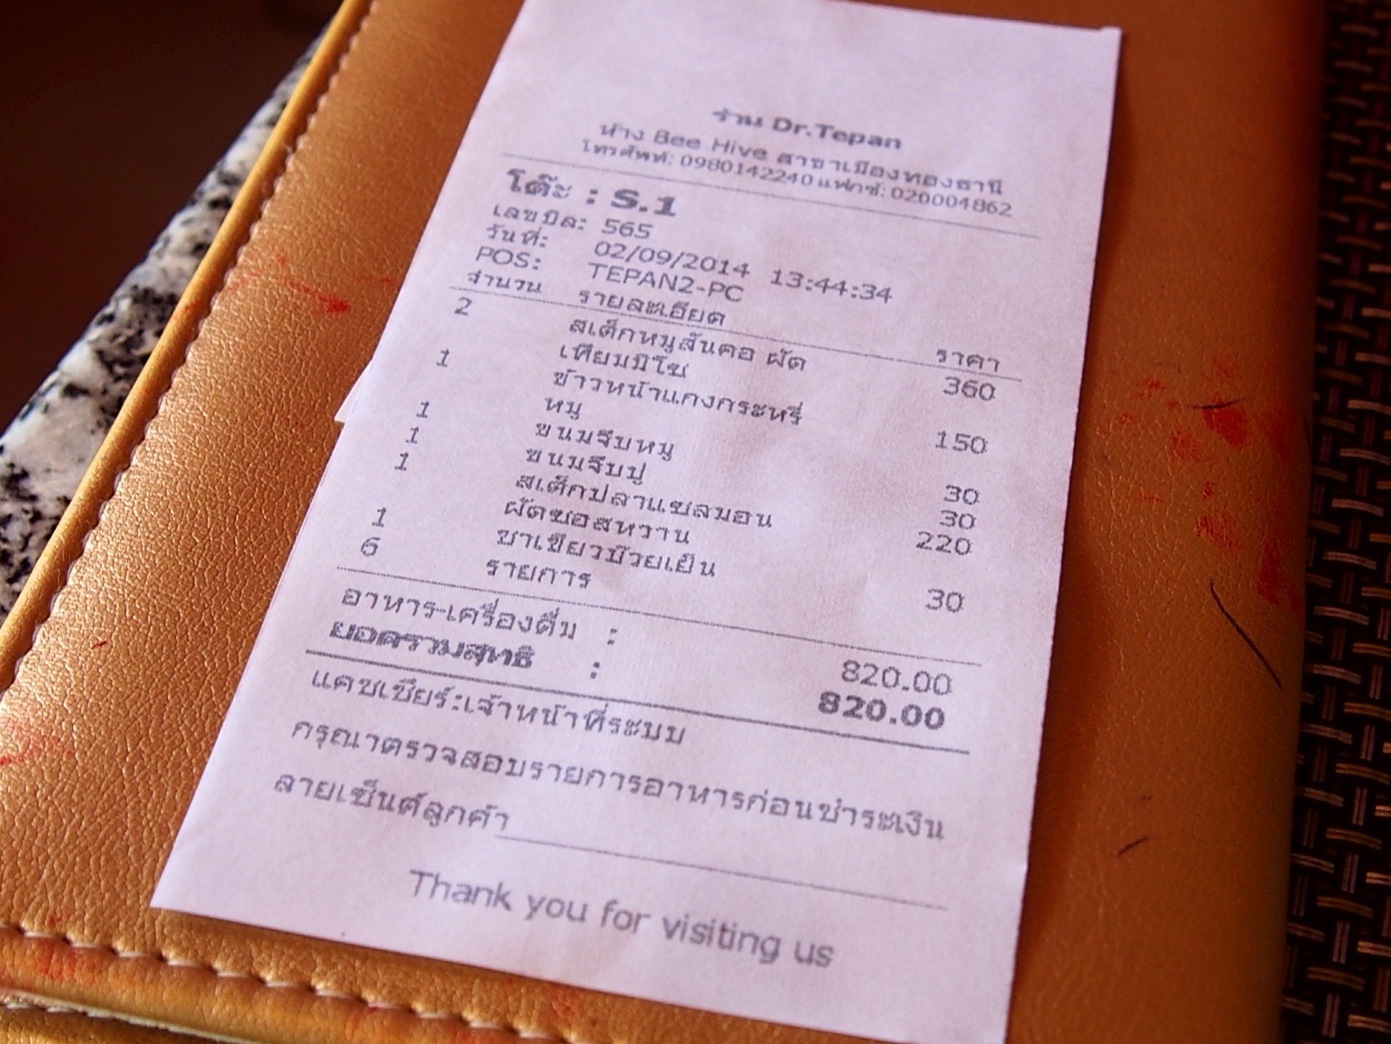 ร้าน Dr.Tepan
ห้าง Bee Hive สาขาเมืองทองธานี
โทรศัพท์: 0980142240 แฟกซ์: 020004862
โต๊ะ : S.1
เลขบิล: 565
วันที่: 02/09/2014 13:44:34
POS: TEPAN2-PC
จำนวน รายละเอียด ราคา
2 สเต็กหมูสันคอ ผัด 360
เทียมมิโซ
1 ข้าวหน้าแกงกะหรี่ 150
หมู
1 ขนมจีบหมู 30
1 ขนมจีบปู 30
1 สเต็กปลาแซลมอน 220
ผัดซอสหวาน
1 ชาเขียวบ๊วยเย็น 30
6 รายการ
อาหาร-เครื่องดื่ม : 820.00
ยอดรวมสุทธิ : 820.00
แคชเชียร์:เจ้าหน้าที่ระบบ
กรุณาตรวจสอบรายการอาหารก่อนชำระเงิน
ลายเซ็นต์ลูกค้า
Thank you for visiting us